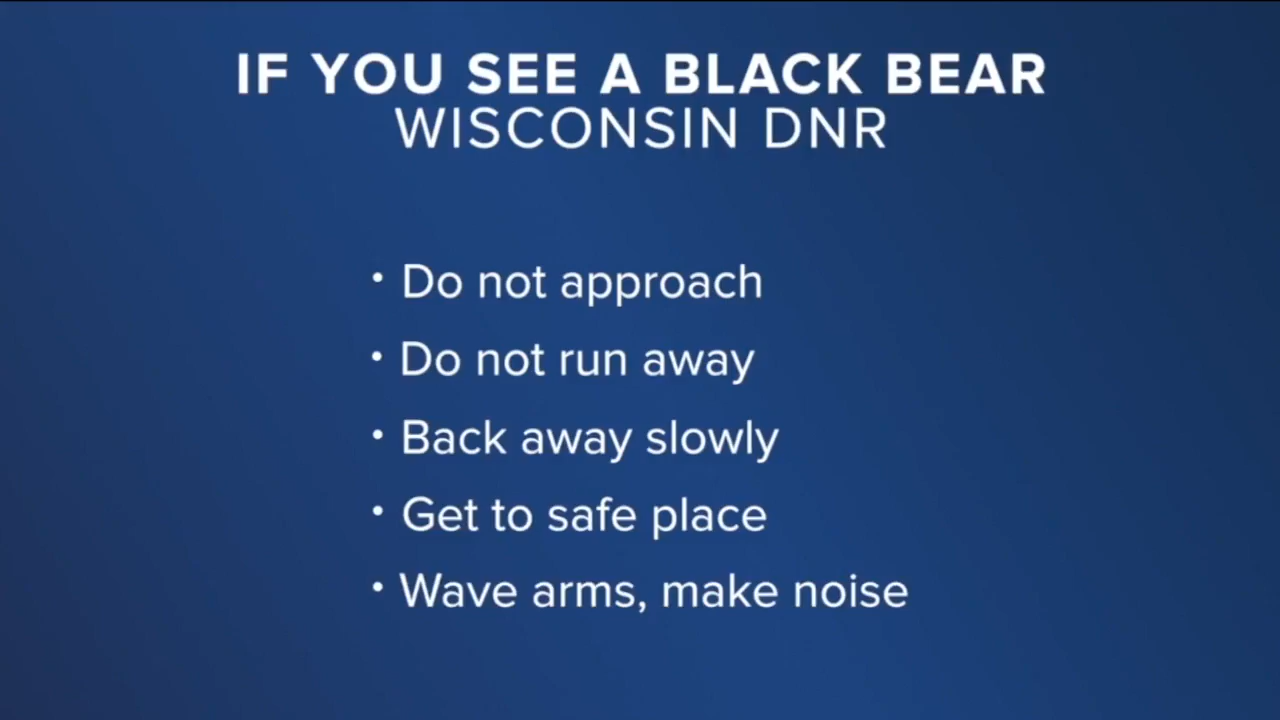 IF YOU SEE A BLACK BEAR
WISCONSIN DNR
• Do not approach
• Do not run away
• Back away slowly
• Get to safe place
• Wave arms, make noise